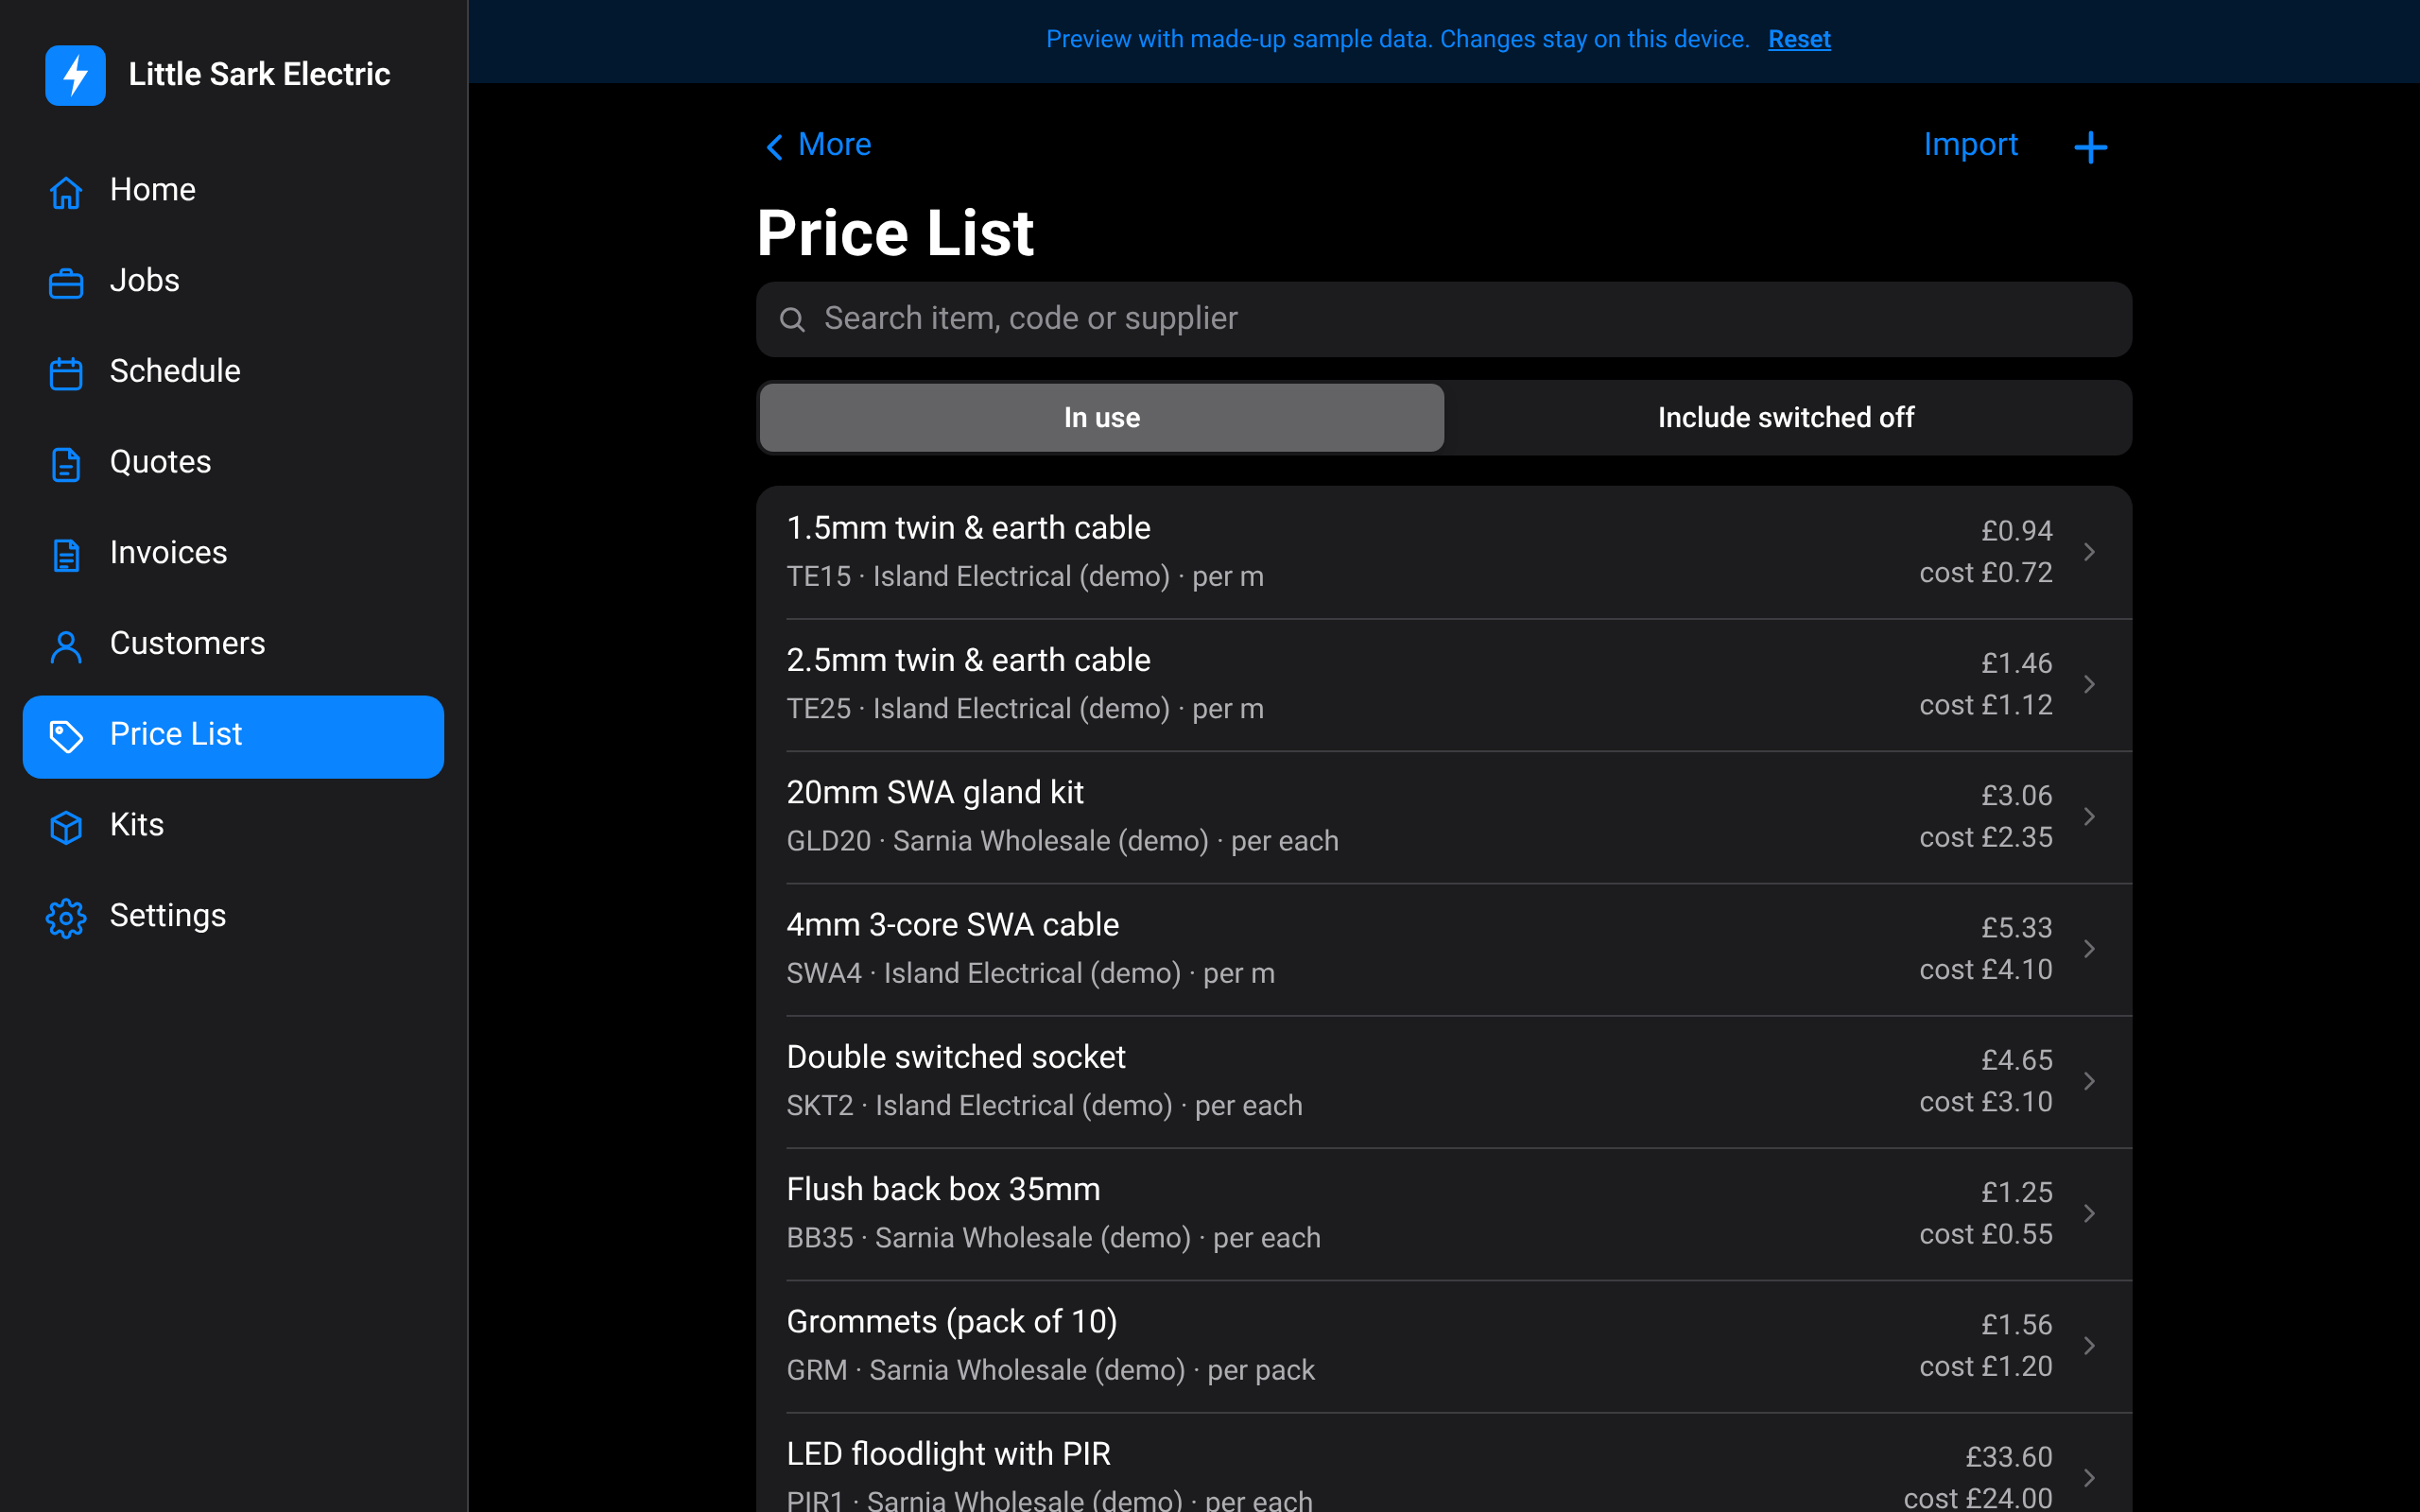 Little Sark Electric
Home
Jobs
Schedule
Quotes
Invoices
Customers
Price List
Kits
Settings
Preview with made-up sample data. Changes stay on this device. Reset
More
Import
Price List
Search item, code or supplier
In use
Include switched off
1.5mm twin & earth cable
£0.94
TE15 · Island Electrical (demo) · per m
cost £0.72
2.5mm twin & earth cable
£1.46
TE25 · Island Electrical (demo) · per m
cost £1.12
20mm SWA gland kit
£3.06
GLD20 · Sarnia Wholesale (demo) · per each
cost £2.35
4mm 3-core SWA cable
£5.33
SWA4 · Island Electrical (demo) · per m
cost £4.10
Double switched socket
£4.65
SKT2 · Island Electrical (demo) · per each
cost £3.10
Flush back box 35mm
£1.25
BB35 · Sarnia Wholesale (demo) · per each
cost £0.55
Grommets (pack of 10)
£1.56
GRM · Sarnia Wholesale (demo) · per pack
cost £1.20
LED floodlight with PIR
£33.60
PIR1 · Sarnia Wholesale (demo) · per each
cost £24.00